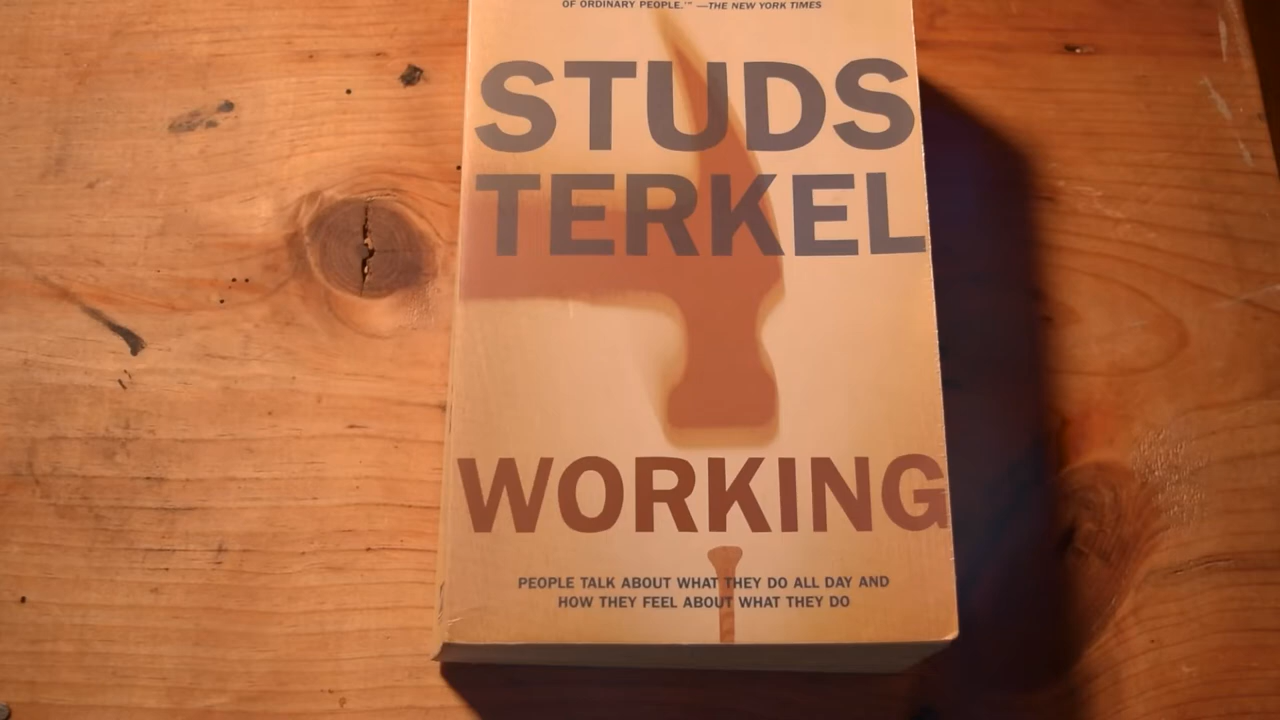 OF ORDINARY PEOPLE.'" —THE NEW YORK TIMES
STUDS
TERKEL
WORKING
PEOPLE TALK ABOUT WHAT THEY DO ALL DAY AND
HOW THEY FEEL ABOUT WHAT THEY DO